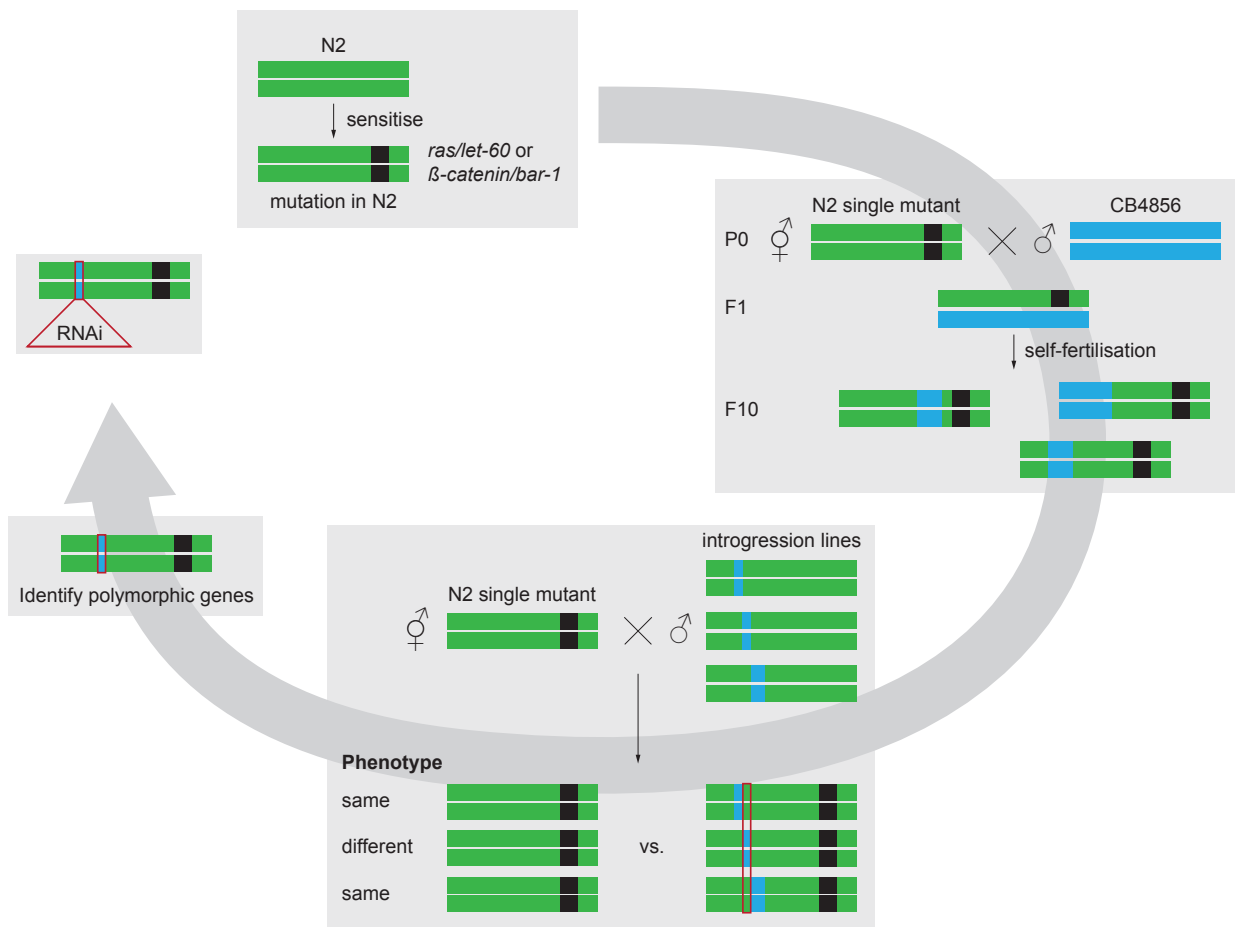 N2
sensitise
ras/let-60 or
ß-catenin/bar-1
mutation in N2
N2 single mutant
CB4856
P0
F1
self-fertilisation
F10
introgression lines
N2 single mutant
Phenotype
same
different
vs.
same
Identify polymorphic genes
RNAi